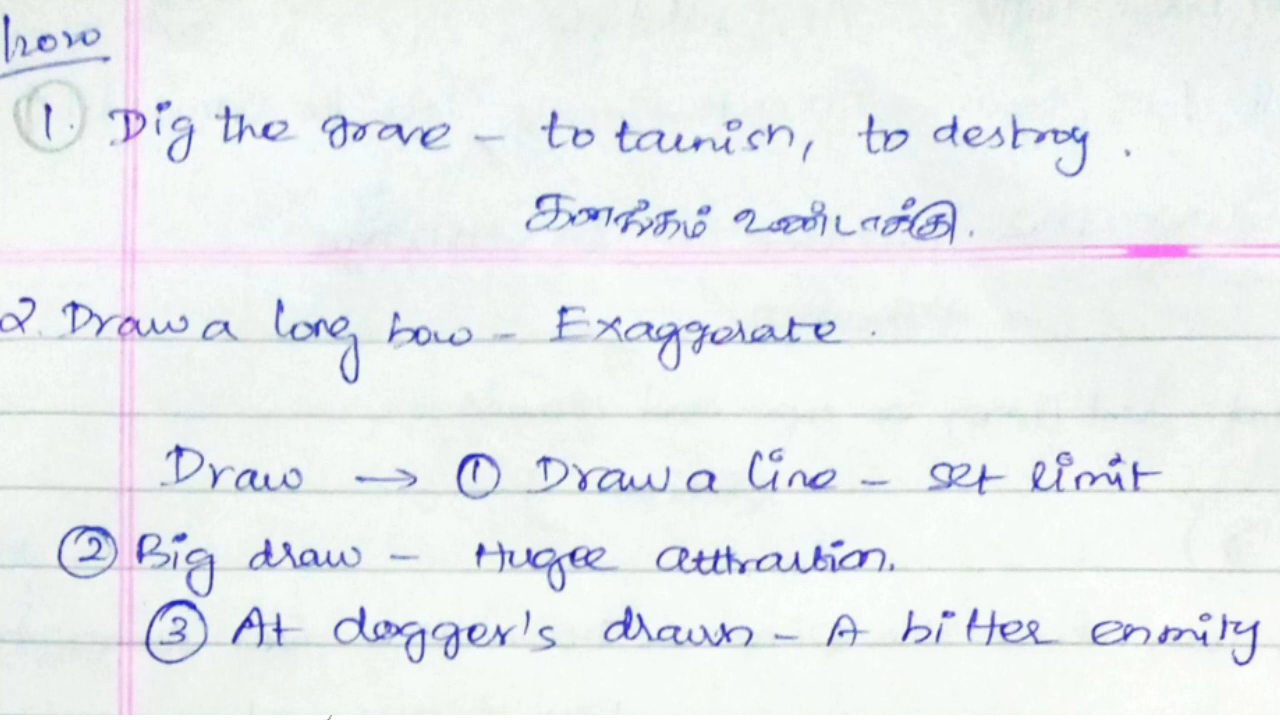 /2020
1. Dig the grave - to tarnish, to destroy.
களங்கம் உண்டாக்கு.
2. Draw a long bow - Exaggerate.
Draw → ① Draw a line - set limit
② Big draw - Hugee attraction.
③ At dagger's drawn - A bitter enmity